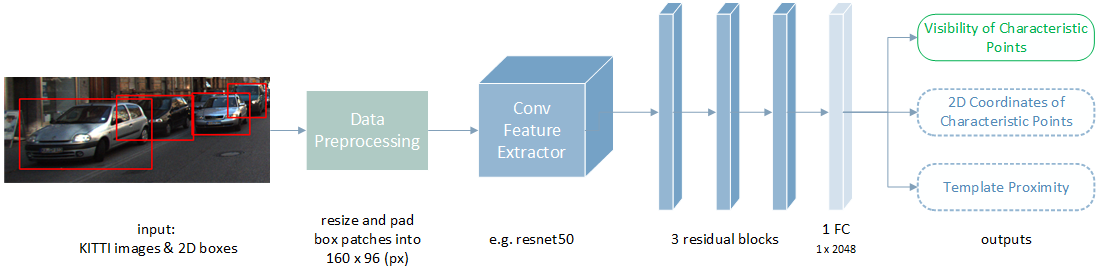 Visibility of Characteristic
Points
2D Coordinates of
Characteristic Points
Template Proximity
Data
Preprocessing
Conv
Feature
Extractor
input:
KITTI images & 2D boxes
resize and pad
box patches into
160 x 96 (px)
e.g. resnet50
3 residual blocks
1 FC
1 x 2048
outputs